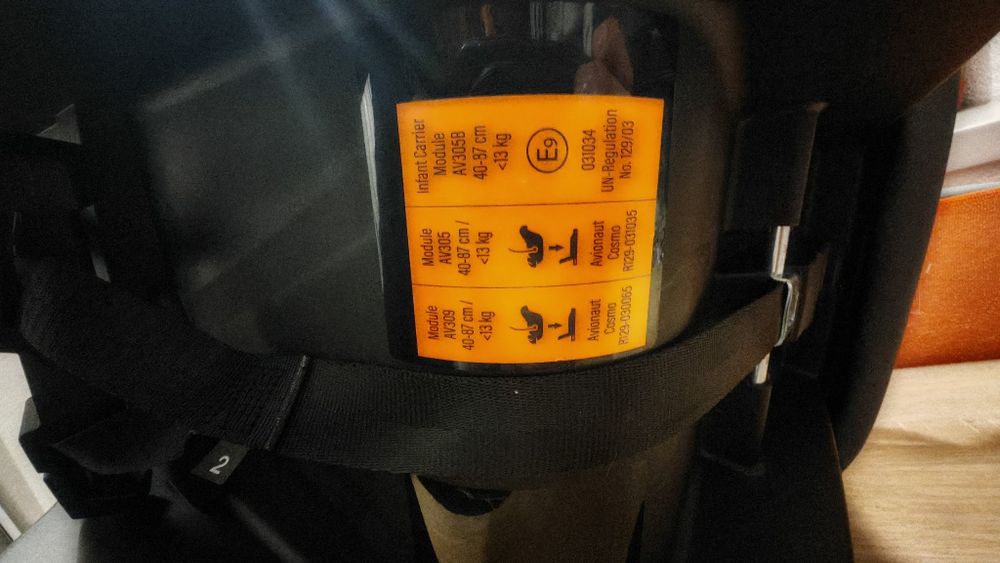 Infant Carrier
Module
AV305B
40-87 cm
<13 kg
E9
031034
UN-Regulation
No. 129/03
Module
AV305
40-87 cm /
<13 kg
Avionaut
Cosmo
R129-031035
Module
AV309
40-87 cm /
<13 kg
Avionaut
Cosmo
R129-030065
2